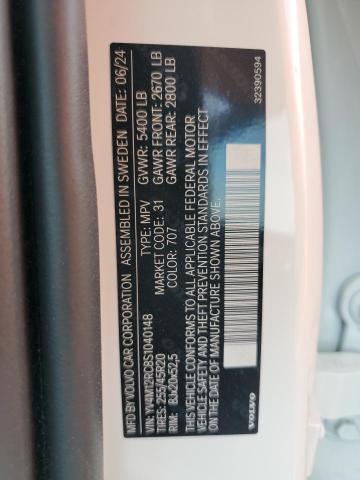 MFD BY VOLVO CAR CORPORATION ASSEMBLED IN SWEDEN DATE: 06/24
VIN: YV4M12RC8S1040148 TYPE: MPV GVWR: 5400 LB
TIRES: 255/45R20 MARKET CODE: 31 GAWR FRONT: 2670 LB
RIM: 8Jx20x52,5 COLOR: 707 GAWR REAR: 2800 LB
VEHICLE CONFORMS TO ALL APPLICABLE FEDERAL MOTOR
VEHICLE SAFETY AND THEFT PREVENTION STANDARDS IN EFFECT
ON DATE OF MANUFACTURE SHOWN ABOVE.
VOLVO 32390594